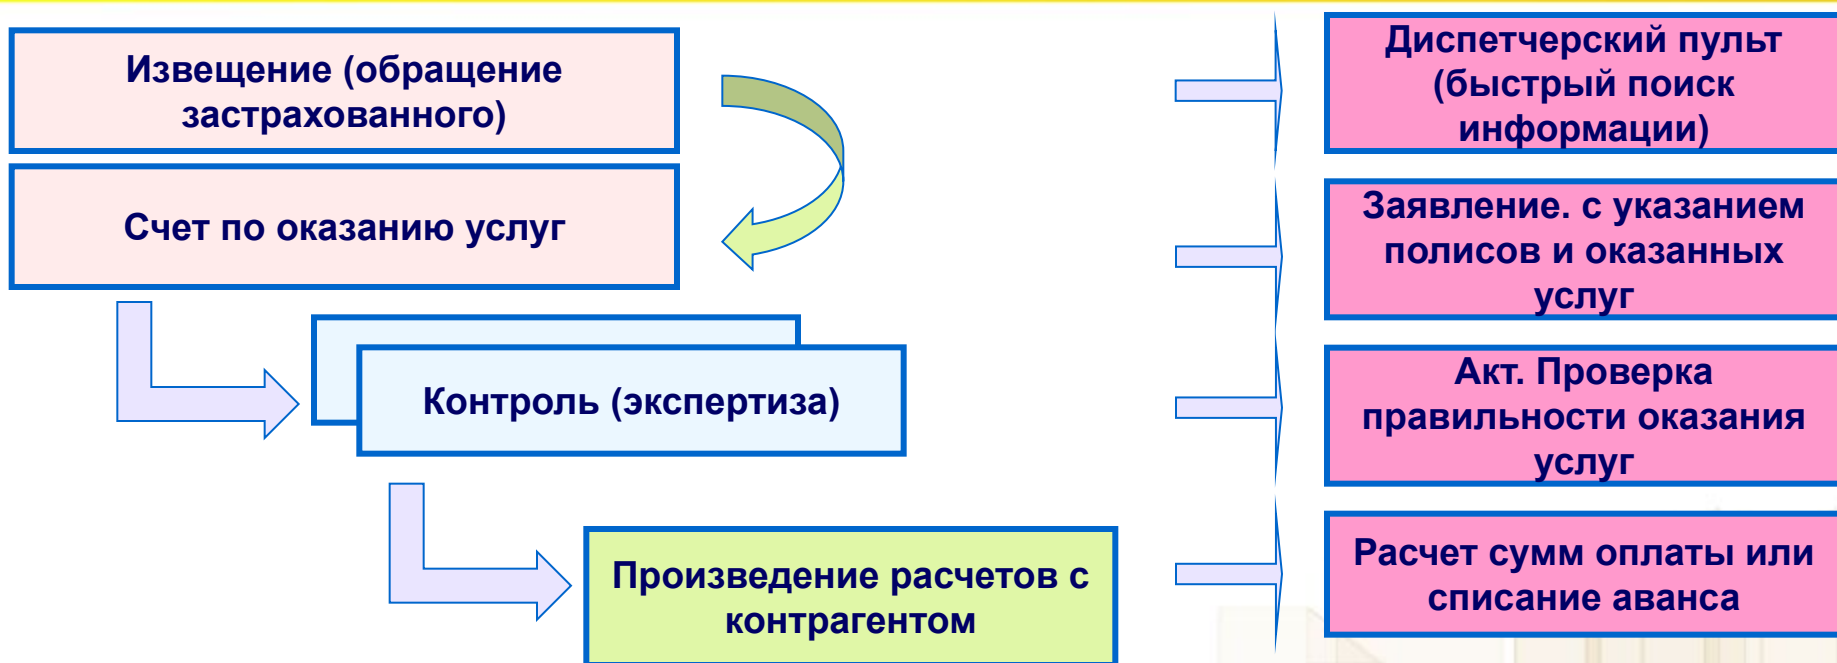 Извещение (обращение
застрахованного)
Счет по оказанию услуг
Контроль (экспертиза)
Произведение расчетов с
контрагентом
Диспетчерский пульт
(быстрый поиск
информации)
Заявление. с указанием
полисов и оказанных
услуг
Акт. Проверка
правильности оказания
услуг
Расчет сумм оплаты или
списание аванса